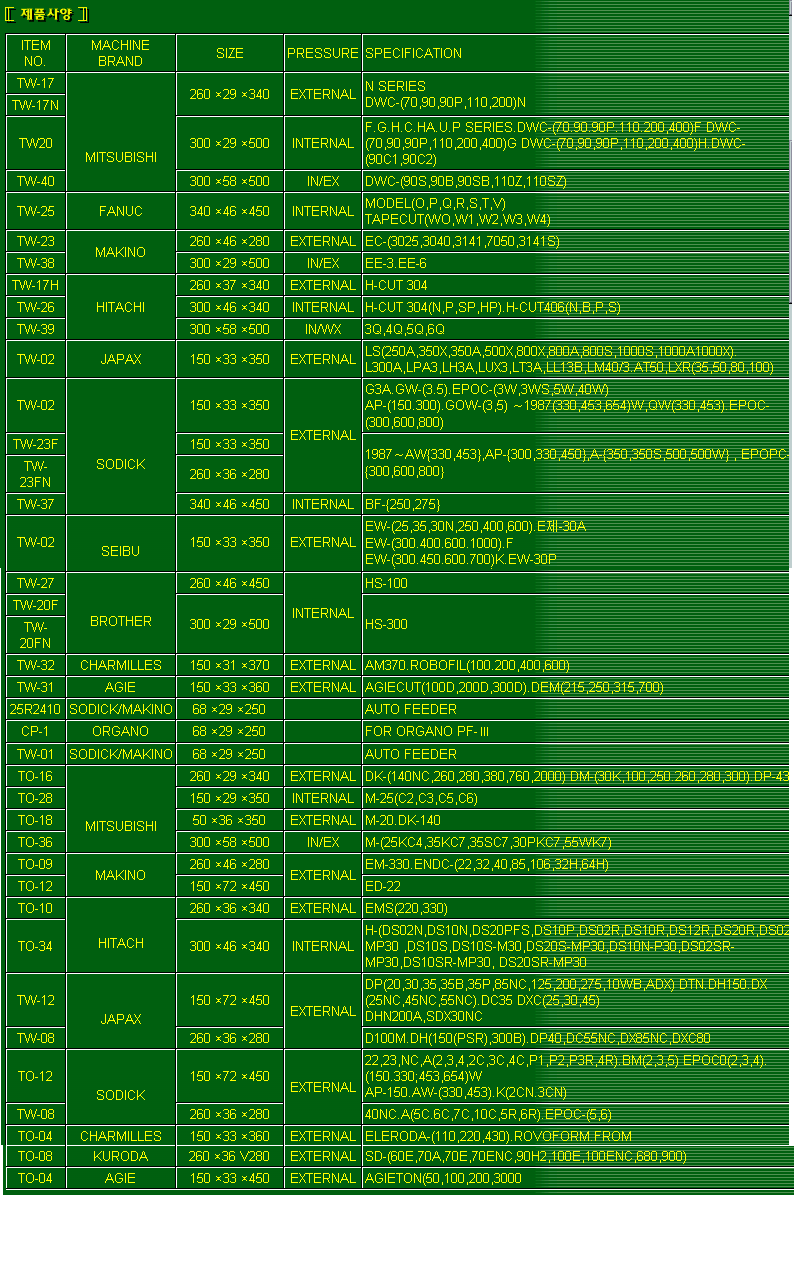 [[ 제품사양 ]]
ITEM NO. MACHINE BRAND SIZE PRESSURE SPECIFICATION
TW-17
TW-17N
260 ×29 ×340 EXTERNAL
N SERIES
DWC-(70,90,90P,110,200)N
MITSUBISHI
TW20 300 ×29 ×500 INTERNAL
F.G.H.C.HA.U.P SERIES.DWC-(70.90.90P.110.200,400)F DWC-
(70,90,90P,110,200,400)G DWC-(70,90,90P,110,200,400)H.DWC-
(90C1,90C2)
TW-40 300 ×58 ×500 IN/EX DWC-(90S,90B,90SB,110Z,110SZ)
TW-25 FANUC 340 ×46 ×450 INTERNAL
MODEL(O,P,Q,R,S,T,V)
TAPECUT(WO,W1,W2,W3,W4)
TW-23 MAKINO 260 ×46 ×280 EXTERNAL EC-(3025,3040,3141,7050,3141S)
TW-38 300 ×29 ×500 IN/EX EE-3.EE-6
TW-17H 260 ×37 ×340 EXTERNAL H-CUT 304
TW-26 HITACHI 300 ×46 ×340 INTERNAL H-CUT 304(N,P,SP,HP).H-CUT406(N,B,P,S)
TW-39 300 ×58 ×500 IN/WX 3Q,4Q,5Q,6Q
TW-02 JAPAX 150 ×33 ×350 EXTERNAL
LS(250A,350X,350A,500X,800X,800A,800S,1000S,1000A1000X).
L300A,LPA3,LH3A,LUX3,LT3A,LL13B,LM40/3.AT50,LXR(35,50,80,100)
TW-02 150 ×33 ×350
G3A.GW-(3.5).EPOC-(3W,3WS,5W,40W)
AP-(150.300).GOW-(3,5) ~1987(330,453,654)W,QW(330,453).EPOC-
(300,600,800)
EXTERNAL
TW-23F 150 ×33 ×350
SODICK
TW-
23FN
260 ×36 ×280
1987~AW{330,453},AP-{300,330,450},A-{350,350S,500,500W} , EPOPC-
{300,600,800}
TW-37 340 ×46 ×450 INTERNAL BF-{250,275}
TW-02 SEIBU 150 ×33 ×350 EXTERNAL
EW-(25,35,30N,250,400,600).E제-30A
EW-(300.400.600.1000).F
EW-(300.450.600.700)K.EW-30P
TW-27 260 ×46 ×450 HS-100
TW-20F
BROTHER
INTERNAL
TW-
20FN
300 ×29 ×500 HS-300
TW-32 CHARMILLES 150 ×31 ×370 EXTERNAL AM370.ROBOFIL(100.200,400,600)
TW-31 AGIE 150 ×33 ×360 EXTERNAL AGIECUT(100D,200D,300D).DEM(215,250,315,700)
25R2410 SODICK/MAKINO 68 ×29 ×250 AUTO FEEDER
CP-1 ORGANO 68 ×29 ×250 FOR ORGANO PF-Ⅲ
TW-01 SODICK/MAKINO 68 ×29 ×250 AUTO FEEDER
TO-16 260 ×29 ×340 EXTERNAL DK-(140NC,260,280,380,760,2000) DM-(30K,100,250.260,280,300).DP-43
TO-28 150 ×29 ×350 INTERNAL M-25(C2,C3,C5,C6)
TO-18 MITSUBISHI 50 ×36 ×350 EXTERNAL M-20.DK-140
TO-36 300 ×58 ×500 IN/EX M-(25KC4,35KC7,35SC7,30PKC7,55WK7)
TO-09 MAKINO 260 ×46 ×280 EXTERNAL EM-330.ENDC-(22,32,40,85,106,32H,64H)
TO-12 150 ×72 ×450 ED-22
TO-10 260 ×36 ×340 EXTERNAL EMS(220,330)
TO-34 HITACH 300 ×46 ×340 INTERNAL
H-(DS02N,DS10N,DS20PFS,DS10P,DS02R,DS10R,DS12R,DS20R,DS02
MP30 ,DS10S,DS10S-M30,DS20S-MP30,DS10N-P30,DS02SR-
MP30,DS10SR-MP30, DS20SR-MP30
TW-12 JAPAX 150 ×72 ×450 EXTERNAL
DP(20,30,35,35B,35P,85NC,125,200,275,10WB,ADX) DTN.DH150.DX
(25NC,45NC,55NC).DC35 DXC(25,30,45)
DHN200A,SDX30NC
TW-08 260 ×36 ×280 D100M.DH(150(PSR),300B).DP40,DC55NC,DX85NC,DXC80
TO-12 SODICK 150 ×72 ×450 EXTERNAL
22,23,NC,A(2,3,4,2C,3C,4C,P1,P2,P3R,4R).BM(2,3,5) EPOC0(2,3,4).
(150.330;453,654)W
AP-150.AW-(330,453).K(2CN.3CN)
TW-08 260 ×36 ×280 40NC.A(5C.6C,7C,10C,5R,6R).EPOC-(5,6)
TO-04 CHARMILLES 150 ×33 ×360 EXTERNAL ELERODA-(110,220,430).ROVOFORM.FROM
TO-08 KURODA 260 ×36 V280 EXTERNAL SD-(60E,70A,70E,70ENC,90H2,100E,100ENC,680,900)
TO-04 AGIE 150 ×33 ×450 EXTERNAL AGIETON(50,100,200,3000